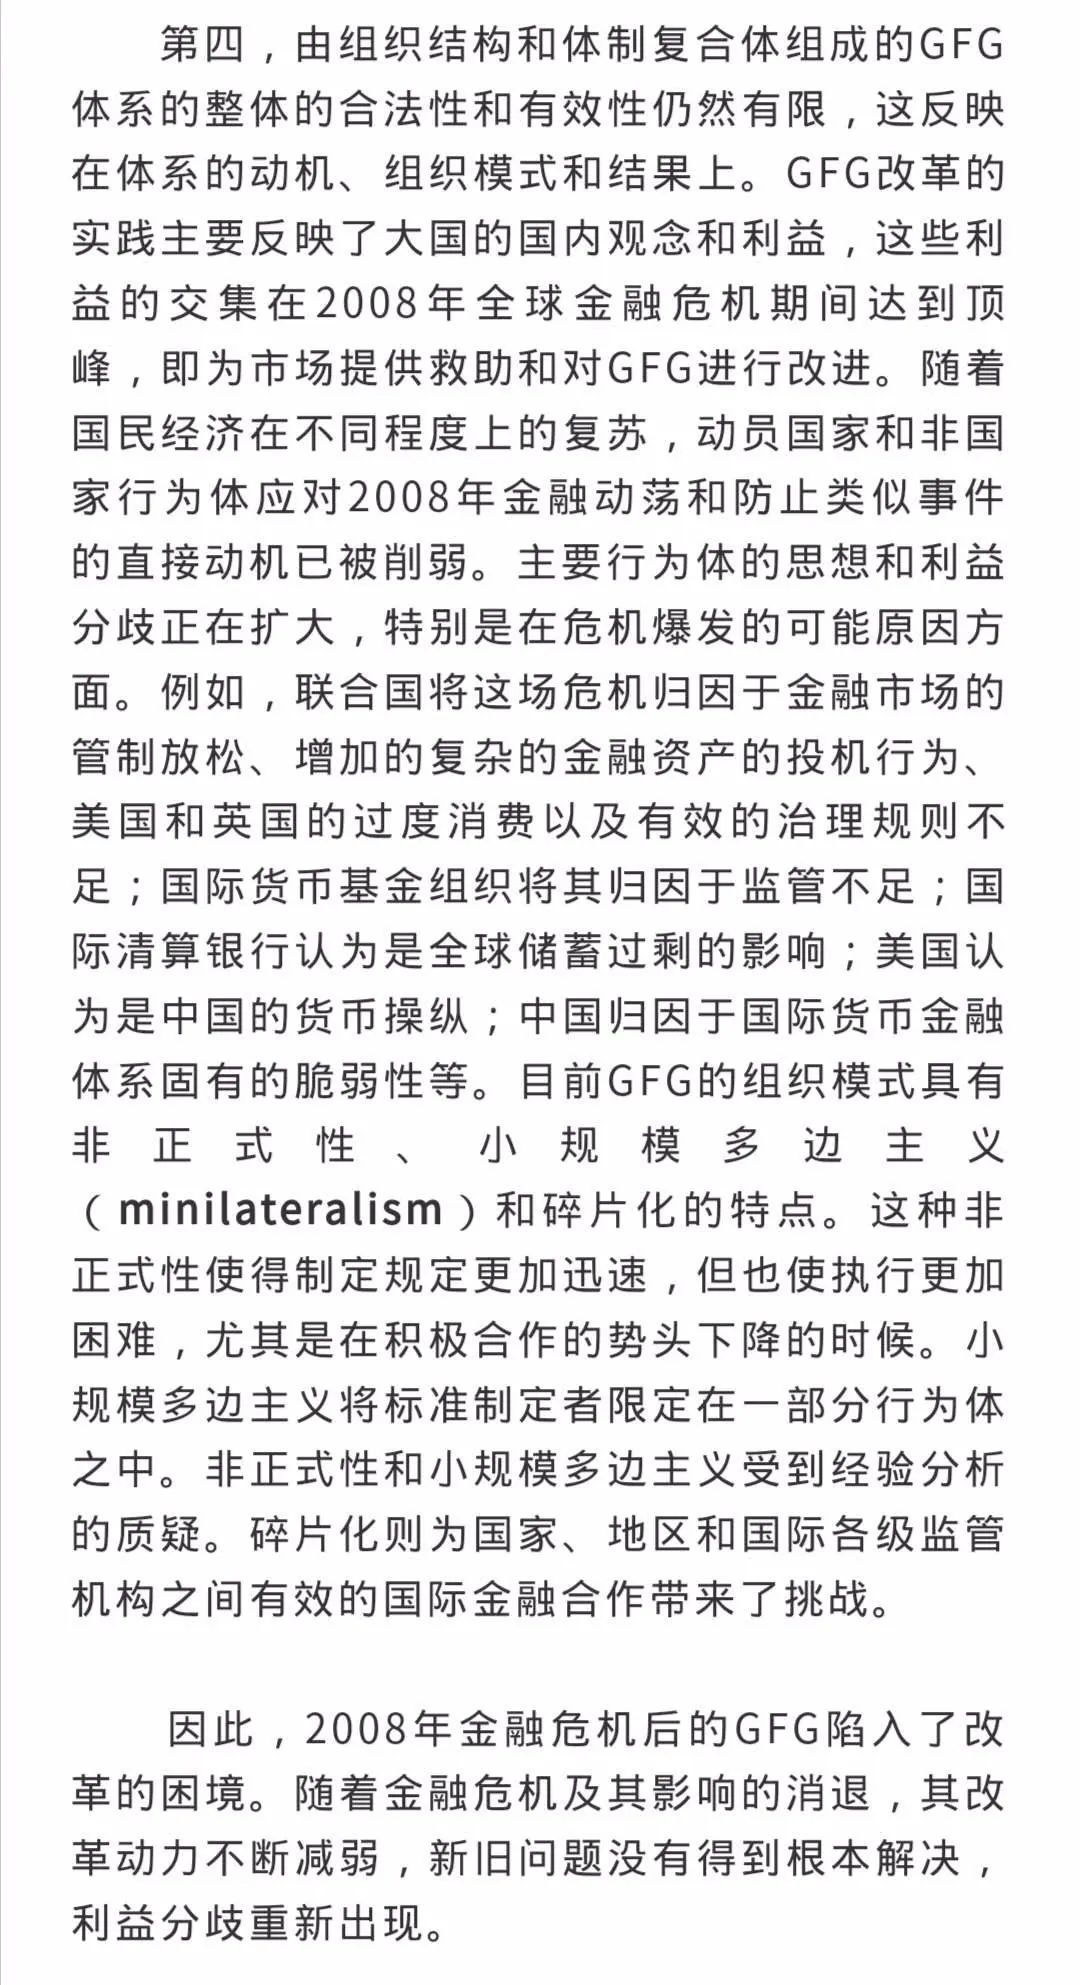 第四，由组织结构和体制复合体组成的GFG
体系的整体的合法性和有效性仍然有限，这反映
在体系的动机、组织模式和结果上。GFG改革的
实践主要反映了大国的国内观念和利益，这些利
益的交集在2008年全球金融危机期间达到顶
峰，即为市场提供救助和对GFG进行改进。随着
国民经济在不同程度上的复苏，动员国家和非国
家行为体应对2008年金融动荡和防止类似事件
的直接动机已被削弱。主要行为体的思想和利益
分歧正在扩大，特别是在危机爆发的可能原因方
面。例如，联合国将这场危机归因于金融市场的
管制放松、增加的复杂的金融资产的投机行为、
美国和英国的过度消费以及有效的治理规则不
足；国际货币基金组织将其归因于监管不足；国
际清算银行认为是全球储蓄过剩的影响；美国认
为是中国的货币操纵；中国归因于国际货币金融
体系固有的脆弱性等。目前GFG的组织模式具有
非正式性、小规模多边主义
（minilateralism）和碎片化的特点。这种非
正式性使得制定规定更加迅速，但也使执行更加
困难，尤其是在积极合作的势头下降的时候。小
规模多边主义将标准制定者限定在一部分行为体
之中。非正式性和小规模多边主义受到经验分析
的质疑。碎片化则为国家、地区和国际各级监管
机构之间有效的国际金融合作带来了挑战。
因此，2008年金融危机后的GFG陷入了改
革的困境。随着金融危机及其影响的消退，其改
革动力不断减弱，新旧问题没有得到根本解决，
利益分歧重新出现。